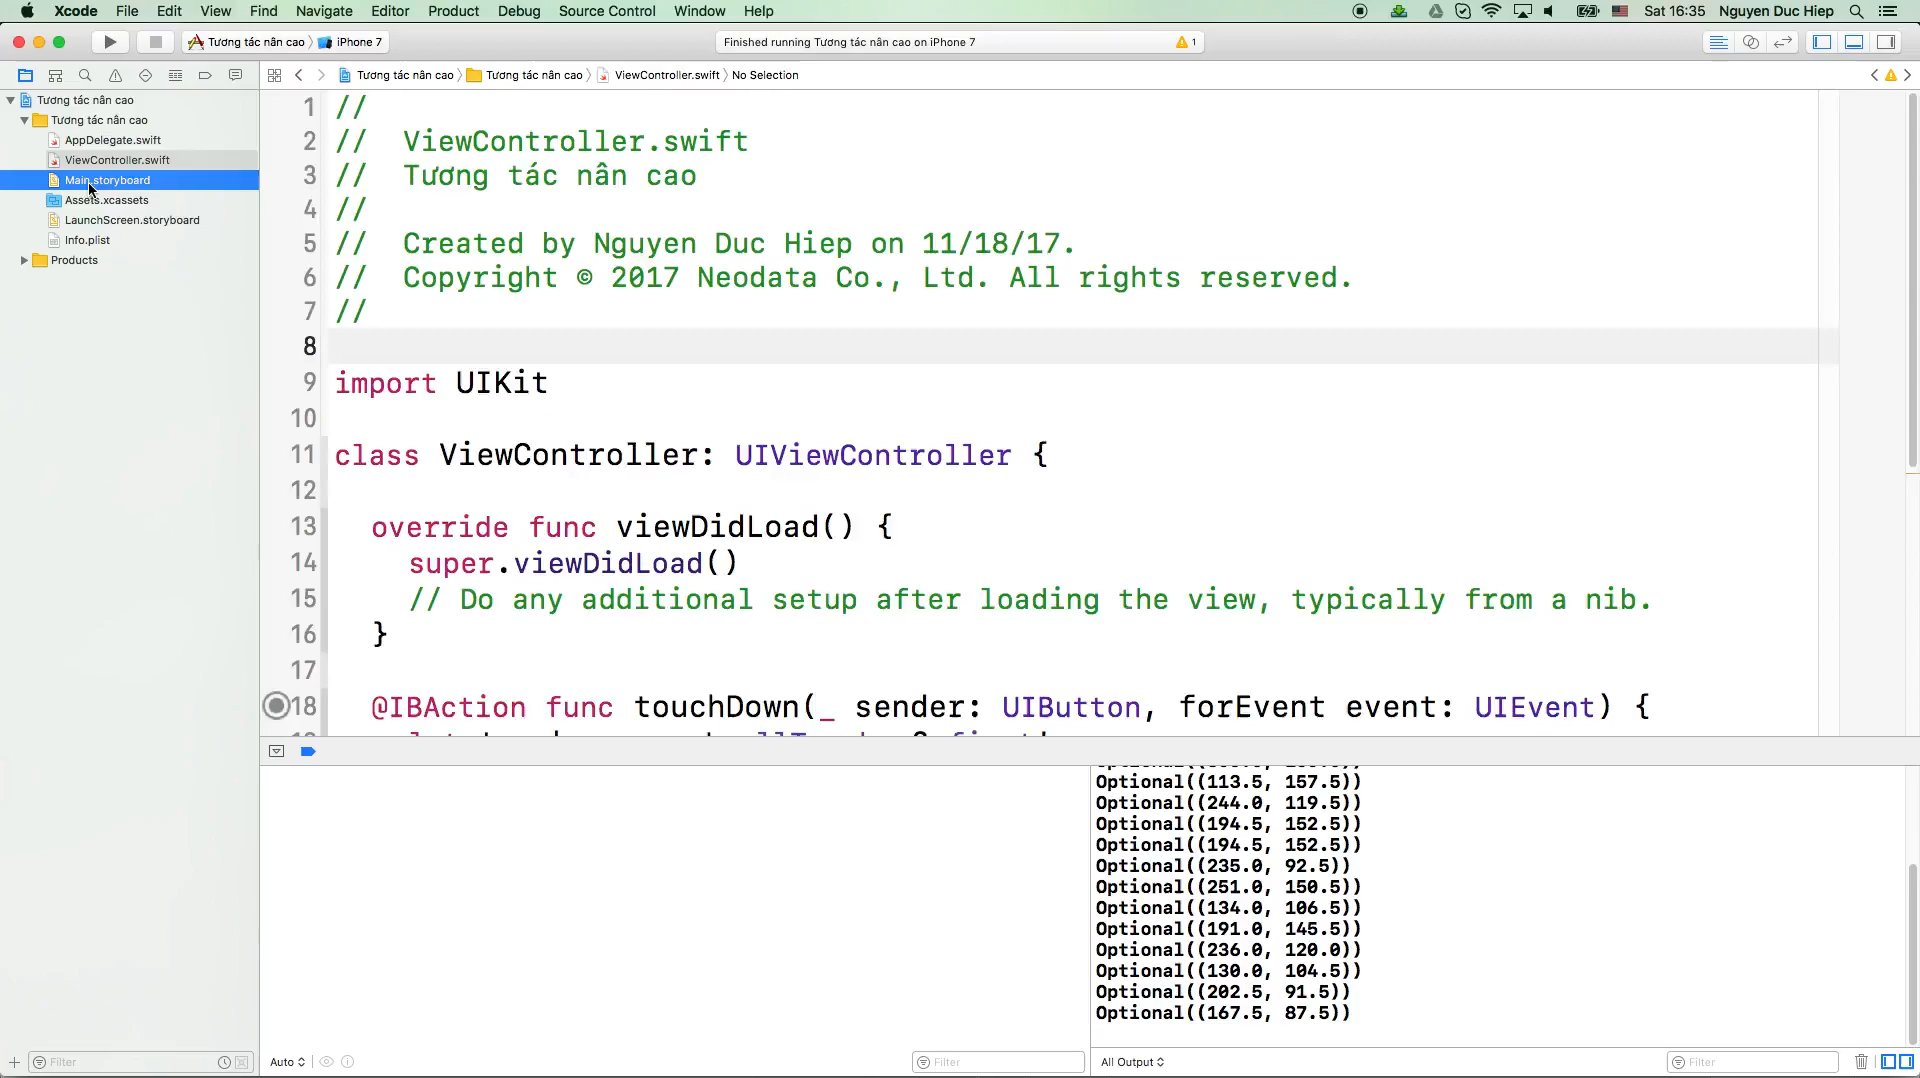 Xcode File Edit View Find Navigate Editor Product Debug Source Control Window Help Sat 16:35 Nguyen Duc Hiep
Tương tác nân cao iPhone 7
Finished running Tương tác nân cao on iPhone 7 1
Tương tác nân cao Tương tác nân cao ViewController.swift No Selection
Tương tác nân cao
Tương tác nân cao
AppDelegate.swift
ViewController.swift
Main.storyboard
Assets.xcassets
LaunchScreen.storyboard
Info.plist
Products
1 //
2 // ViewController.swift
3 // Tương tác nân cao
4 //
5 // Created by Nguyen Duc Hiep on 11/18/17.
6 // Copyright © 2017 Neodata Co., Ltd. All rights reserved.
7 //
8
9 import UIKit
10
11 class ViewController: UIViewController {
12
13 override func viewDidLoad() {
14 super.viewDidLoad()
15 // Do any additional setup after loading the view, typically from a nib.
16 }
17
18 @IBAction func touchDown(_ sender: UIButton, forEvent event: UIEvent) {
Optional((113.5, 157.5))
Optional((244.0, 119.5))
Optional((194.5, 152.5))
Optional((194.5, 152.5))
Optional((235.0, 92.5))
Optional((251.0, 150.5))
Optional((134.0, 106.5))
Optional((191.0, 145.5))
Optional((236.0, 120.0))
Optional((130.0, 104.5))
Optional((202.5, 91.5))
Optional((167.5, 87.5))
Filter Auto Filter All Output Filter